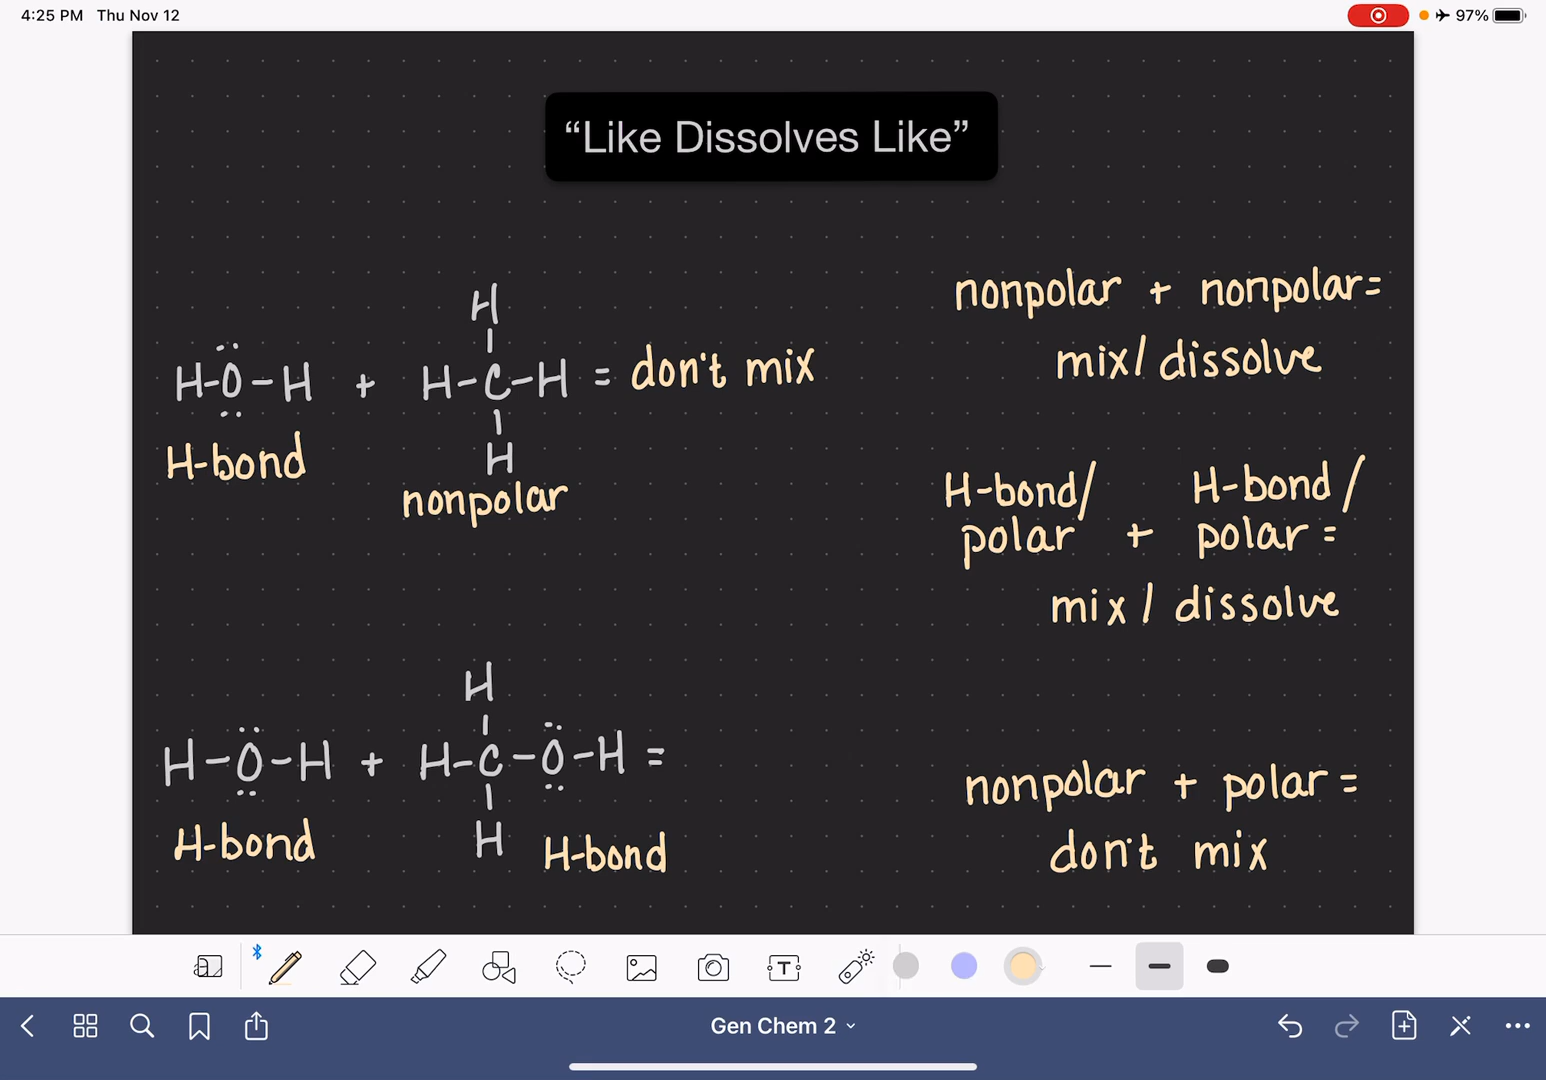 4:25 PM Thu Nov 12
97%
“Like Dissolves Like”
H
H-O-H + H-C-H = don't mix
H
H-bond
nonpolar
nonpolar + nonpolar=
mix/dissolve
H-bond/ H-bond/
polar + polar =
mix/dissolve
H
H-O-H + H-C-O-H =
H
H-bond H-bond
nonpolar + polar =
don't mix
T
Gen Chem 2